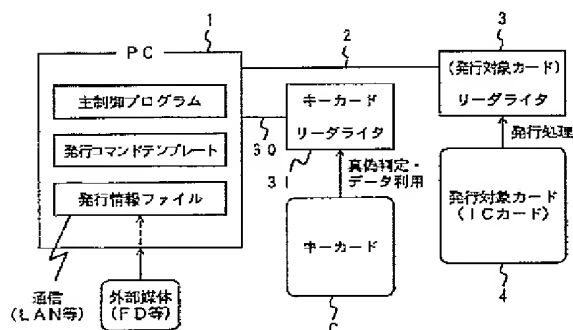 1
PC
主制御プログラム
発行コマンドテンプレート
発行情報ファイル
通信
(LAN等)
外部媒体
(FD等)
2
30
キーカード
リーダライタ
31
真偽判定・
データ利用
キーカード
C
3
(発行対象カード)
リーダライタ
発行処理
発行対象カード
(ICカード)
4